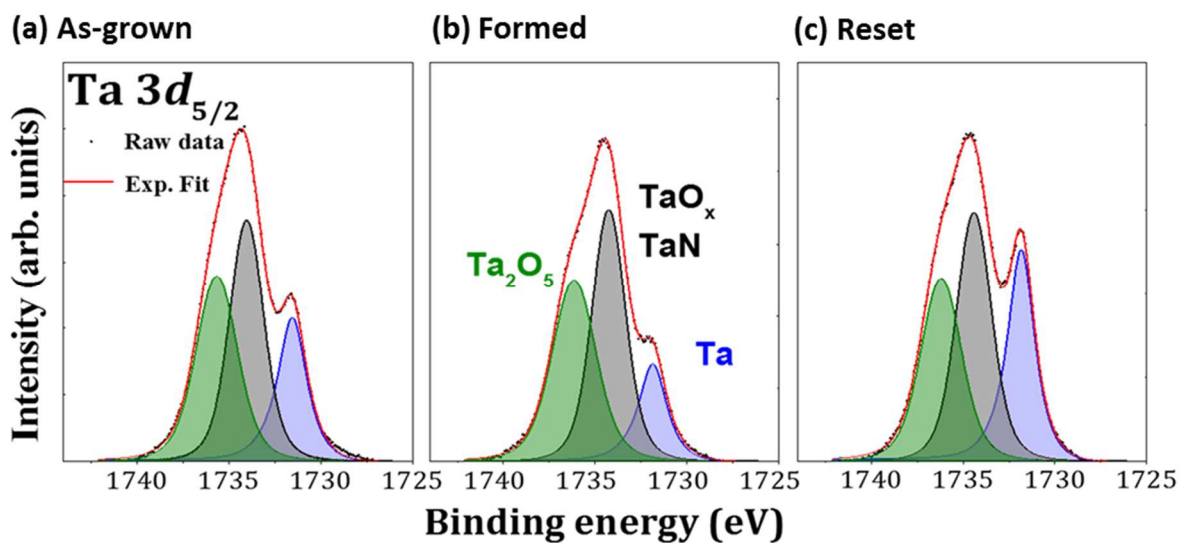 (a) As-grown
(b) Formed
(c) Reset
Ta 3d5/2
Raw data
Exp. Fit
TaOx
TaN
Ta2O5
Ta
Intensity (arb. units)
1740 1735 1730 1725
1740 1735 1730 1725
1740 1735 1730 1725
Binding energy (eV)